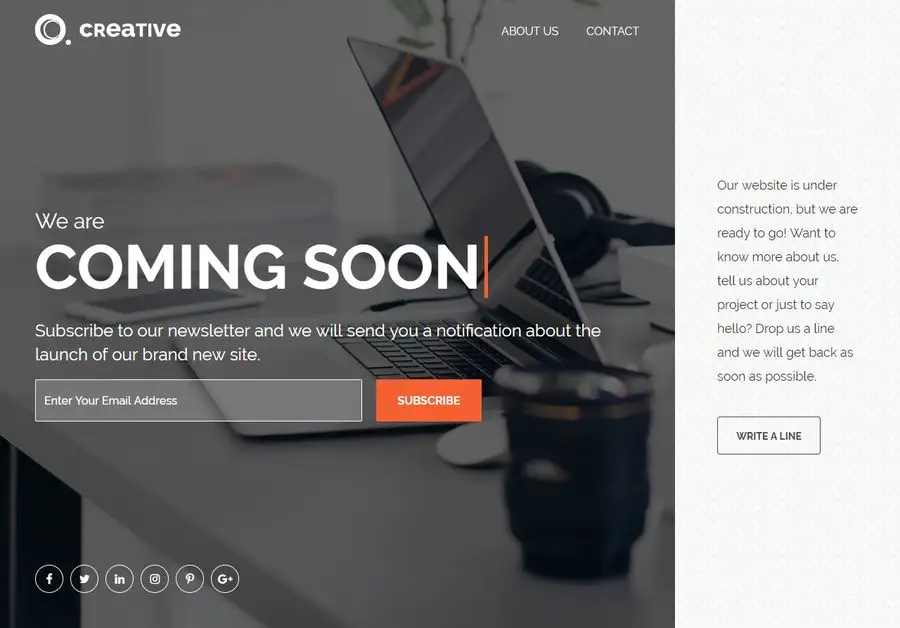 CREATIVE
ABOUT US
CONTACT
We are
COMING SOON
Subscribe to our newsletter and we will send you a notification about the
launch of our brand new site.
Enter Your Email Address
SUBSCRIBE
Our website is under
construction, but we are
ready to go! Want to
know more about us,
tell us about your
project or just to say
hello? Drop us a line
and we will get back as
soon as possible.
WRITE A LINE